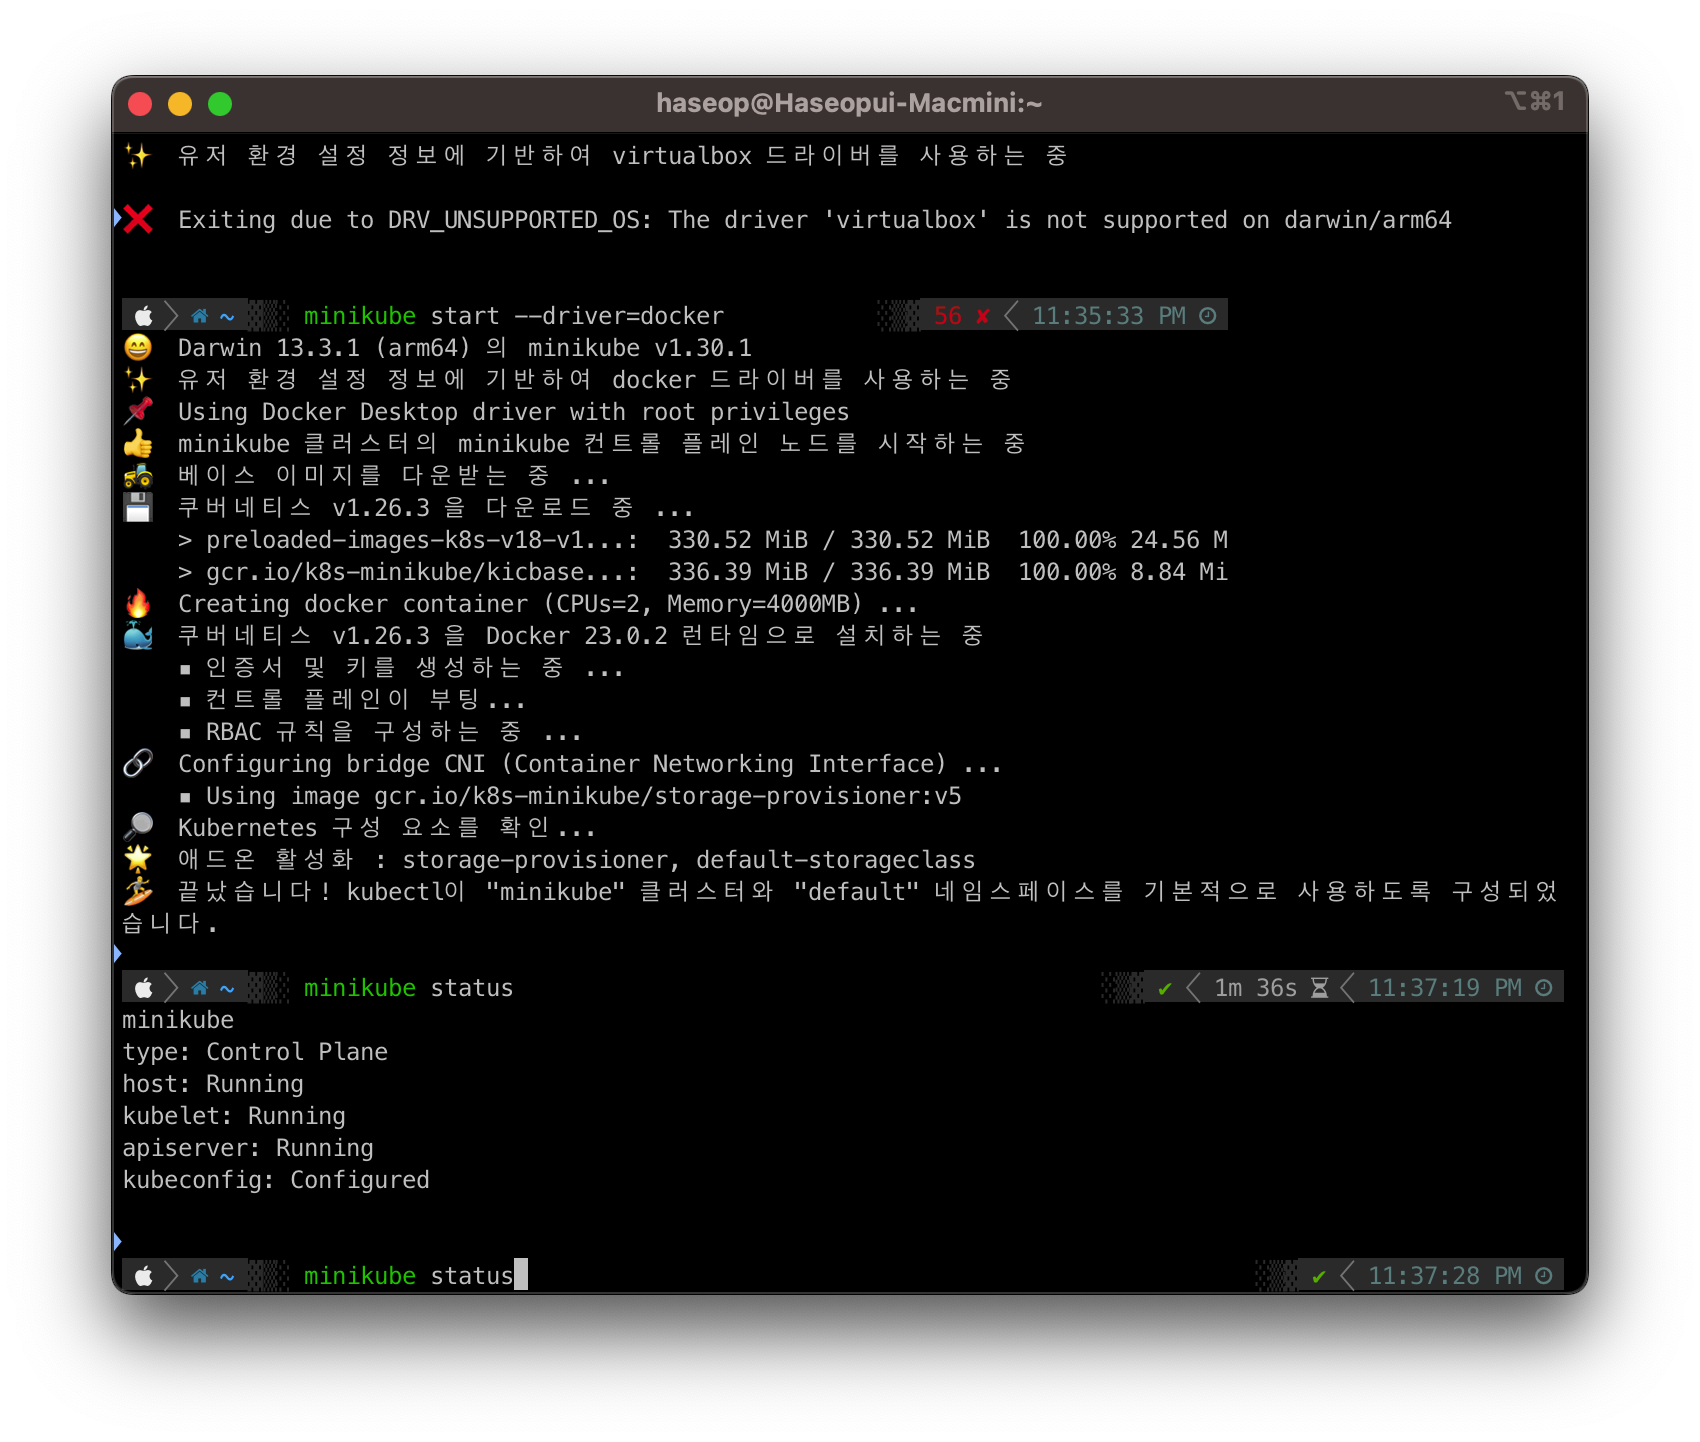 haseop@Haseopui-Macmini:~ ⌥⌘1
✨ 유저 환경 설정 정보에 기반하여 virtualbox 드라이버를 사용하는 중
❌ Exiting due to DRV_UNSUPPORTED_OS: The driver 'virtualbox' is not supported on darwin/arm64
~ minikube start --driver=docker 56 ✘ 11:35:33 PM
😄 Darwin 13.3.1 (arm64) 의 minikube v1.30.1
✨ 유저 환경 설정 정보에 기반하여 docker 드라이버를 사용하는 중
📌 Using Docker Desktop driver with root privileges
👍 minikube 클러스터의 minikube 컨트롤 플레인 노드를 시작하는 중
🚜 베이스 이미지를 다운받는 중 ...
💾 쿠버네티스 v1.26.3 을 다운로드 중 ...
> preloaded-images-k8s-v18-v1...: 330.52 MiB / 330.52 MiB 100.00% 24.56 M
> gcr.io/k8s-minikube/kicbase...: 336.39 MiB / 336.39 MiB 100.00% 8.84 Mi
🔥 Creating docker container (CPUs=2, Memory=4000MB) ...
🐳 쿠버네티스 v1.26.3 을 Docker 23.0.2 런타임으로 설치하는 중
▪ 인증서 및 키를 생성하는 중 ...
▪ 컨트롤 플레인이 부팅...
▪ RBAC 규칙을 구성하는 중 ...
🔗 Configuring bridge CNI (Container Networking Interface) ...
▪ Using image gcr.io/k8s-minikube/storage-provisioner:v5
🔎 Kubernetes 구성 요소를 확인...
🌟 애드온 활성화 : storage-provisioner, default-storageclass
🏄 끝났습니다! kubectl이 "minikube" 클러스터와 "default" 네임스페이스를 기본적으로 사용하도록 구성되었
습니다.
~ minikube status ✔ 1m 36s 11:37:19 PM
minikube
type: Control Plane
host: Running
kubelet: Running
apiserver: Running
kubeconfig: Configured
~ minikube status ✔ 11:37:28 PM